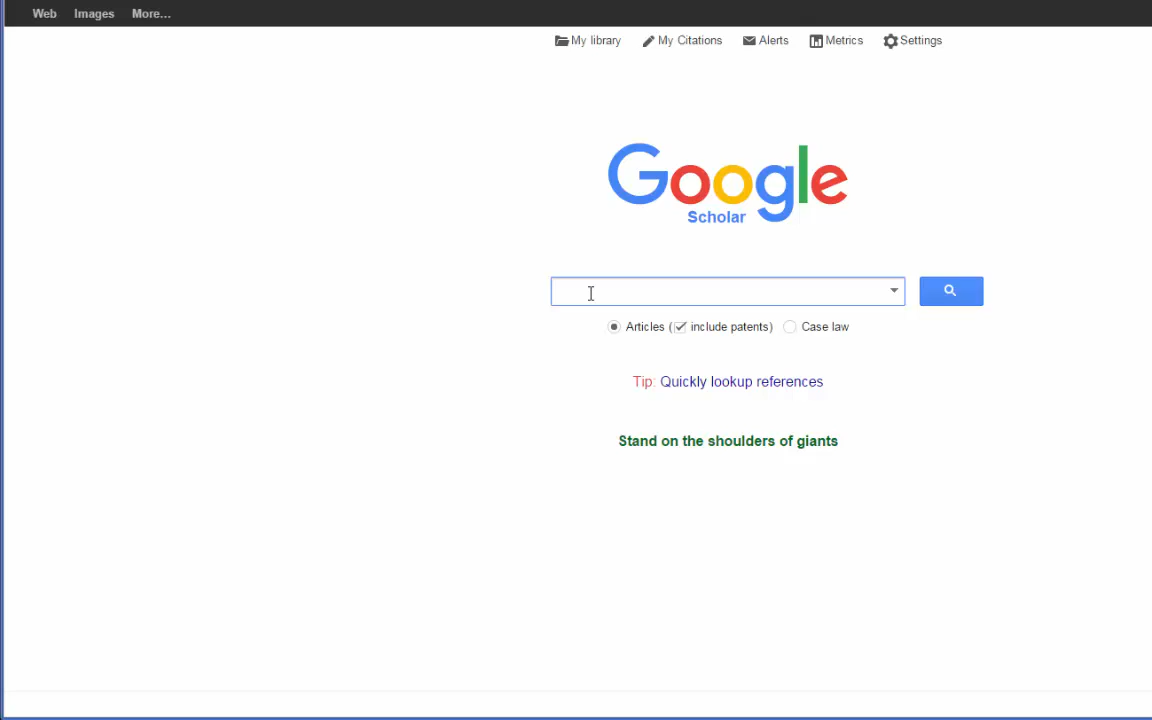 Web Images More...
My library My Citations Alerts Metrics Settings
Google
Scholar
Articles (include patents) Case law
Tip: Quickly lookup references
Stand on the shoulders of giants